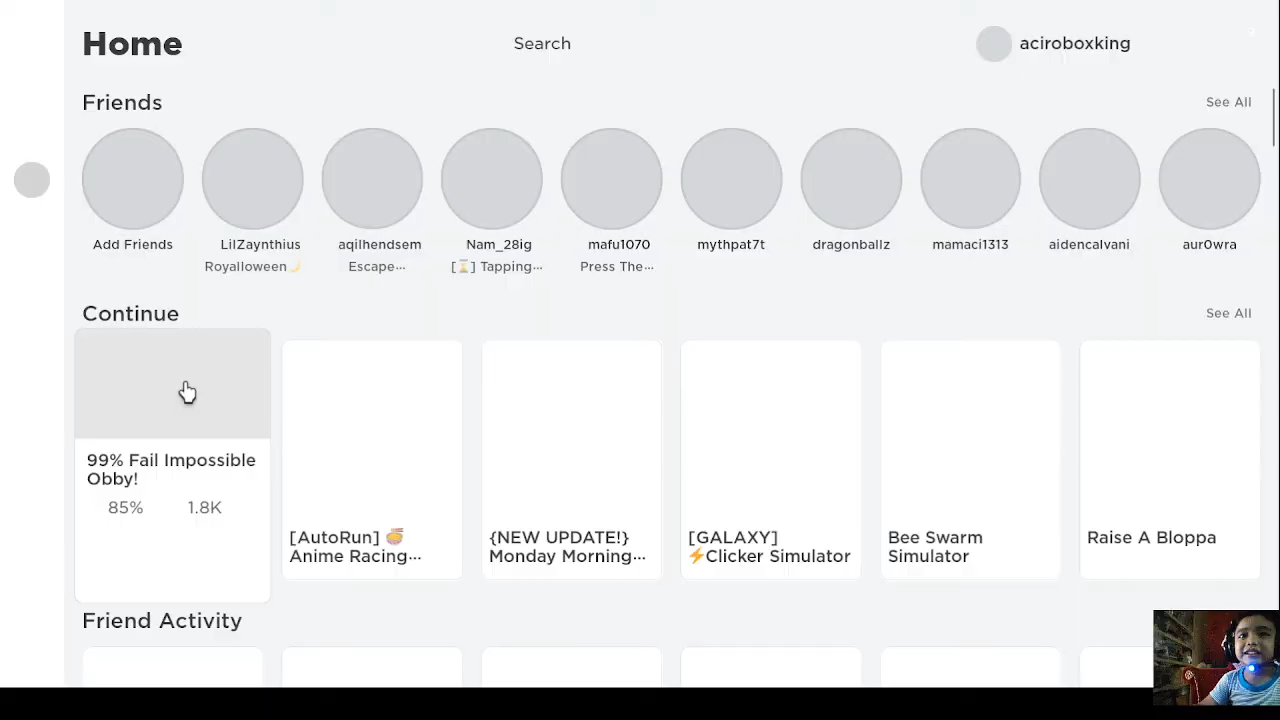 Home
Search
aciroboxking
Friends
See All
Add Friends
LilZaynthius
aqilhendsem
Nam_28ig
mafu1070
mythpat7t
dragonballz
mamaci1313
aidencalvani
aur0wra
Royalloween🌙
Escape...
[⌛] Tapping...
Press The...
Continue
See All
99% Fail Impossible
Obby!
85%
1.8K
[AutoRun] 🍜
Anime Racing...
{NEW UPDATE!}
Monday Morning...
[GALAXY]
⚡Clicker Simulator
Bee Swarm
Simulator
Raise A Bloppa
Friend Activity